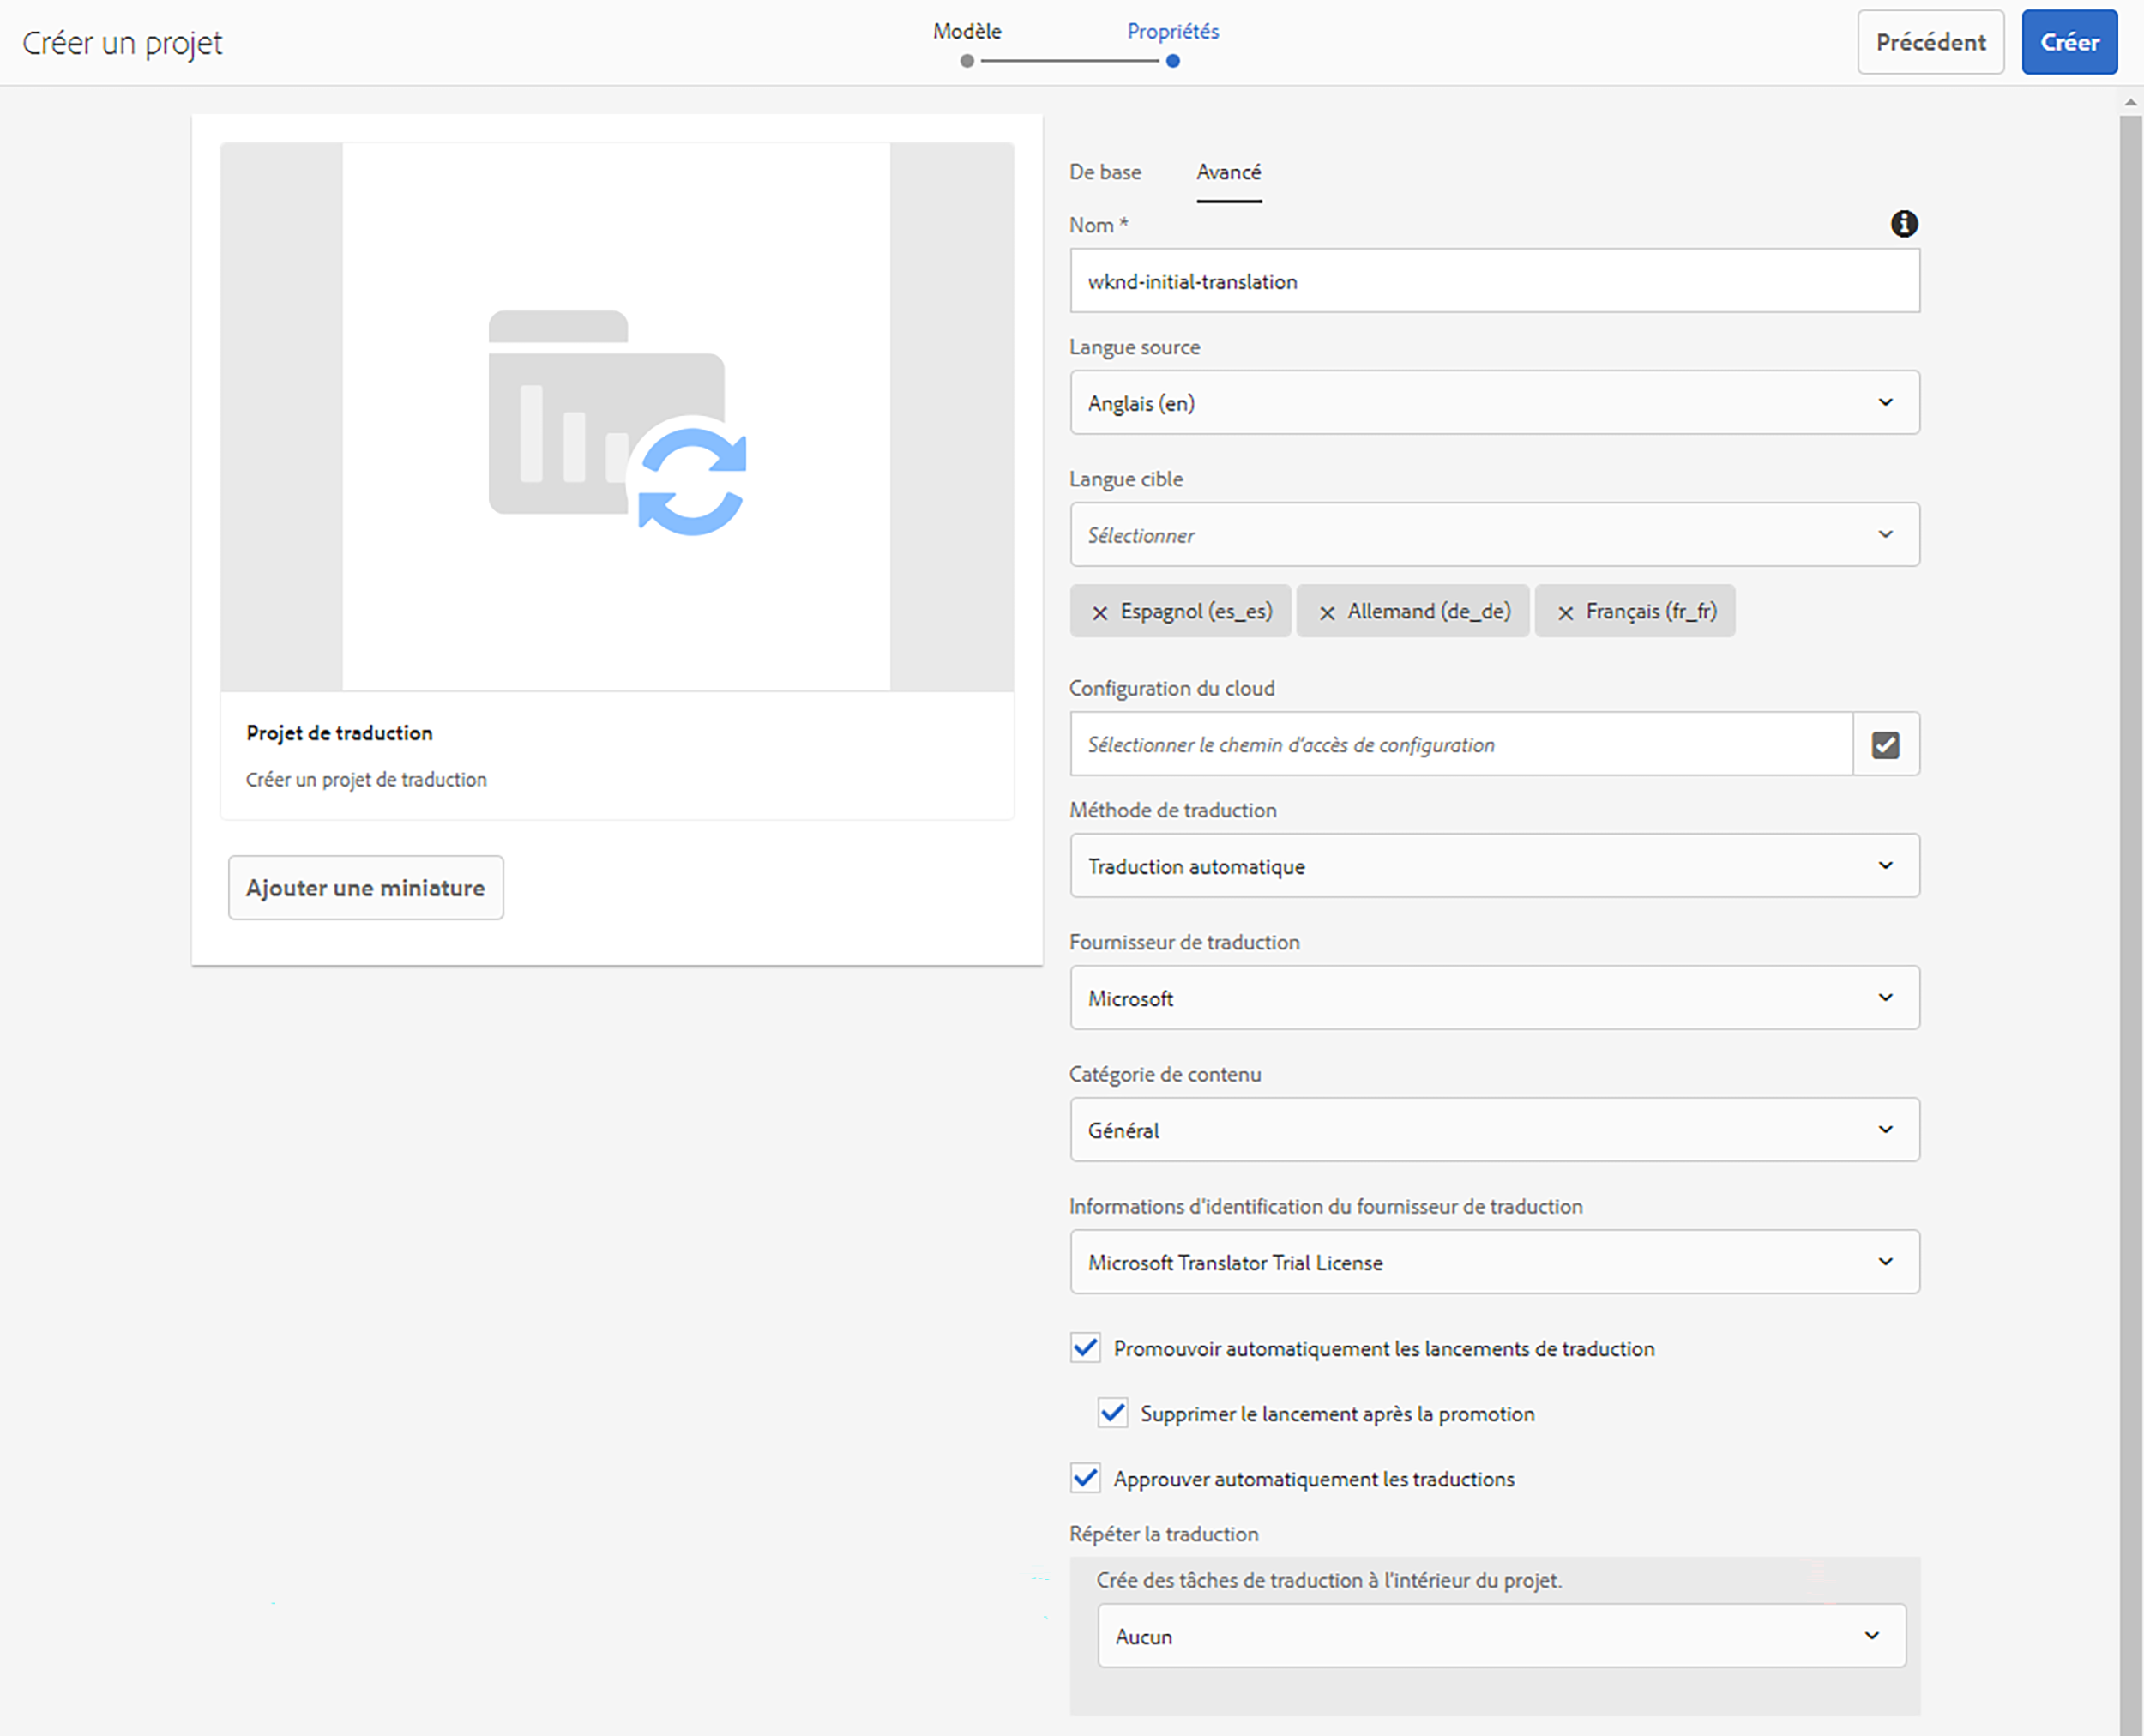 Créer un projet
Modèle
Propriétés
Précédent
Créer
Projet de traduction
Créer un projet de traduction
Ajouter une miniature
De base
Avancé
Nom *
wknd-initial-translation
Langue source
Anglais (en)
Langue cible
Sélectionner
Espagnol (es_es)
Allemand (de_de)
Français (fr_fr)
Configuration du cloud
Sélectionner le chemin d'accès de configuration
Méthode de traduction
Traduction automatique
Fournisseur de traduction
Microsoft
Catégorie de contenu
Général
Informations d'identification du fournisseur de traduction
Microsoft Translator Trial License
Promouvoir automatiquement les lancements de traduction
Supprimer le lancement après la promotion
Approuver automatiquement les traductions
Répéter la traduction
Crée des tâches de traduction à l'intérieur du projet.
Aucun